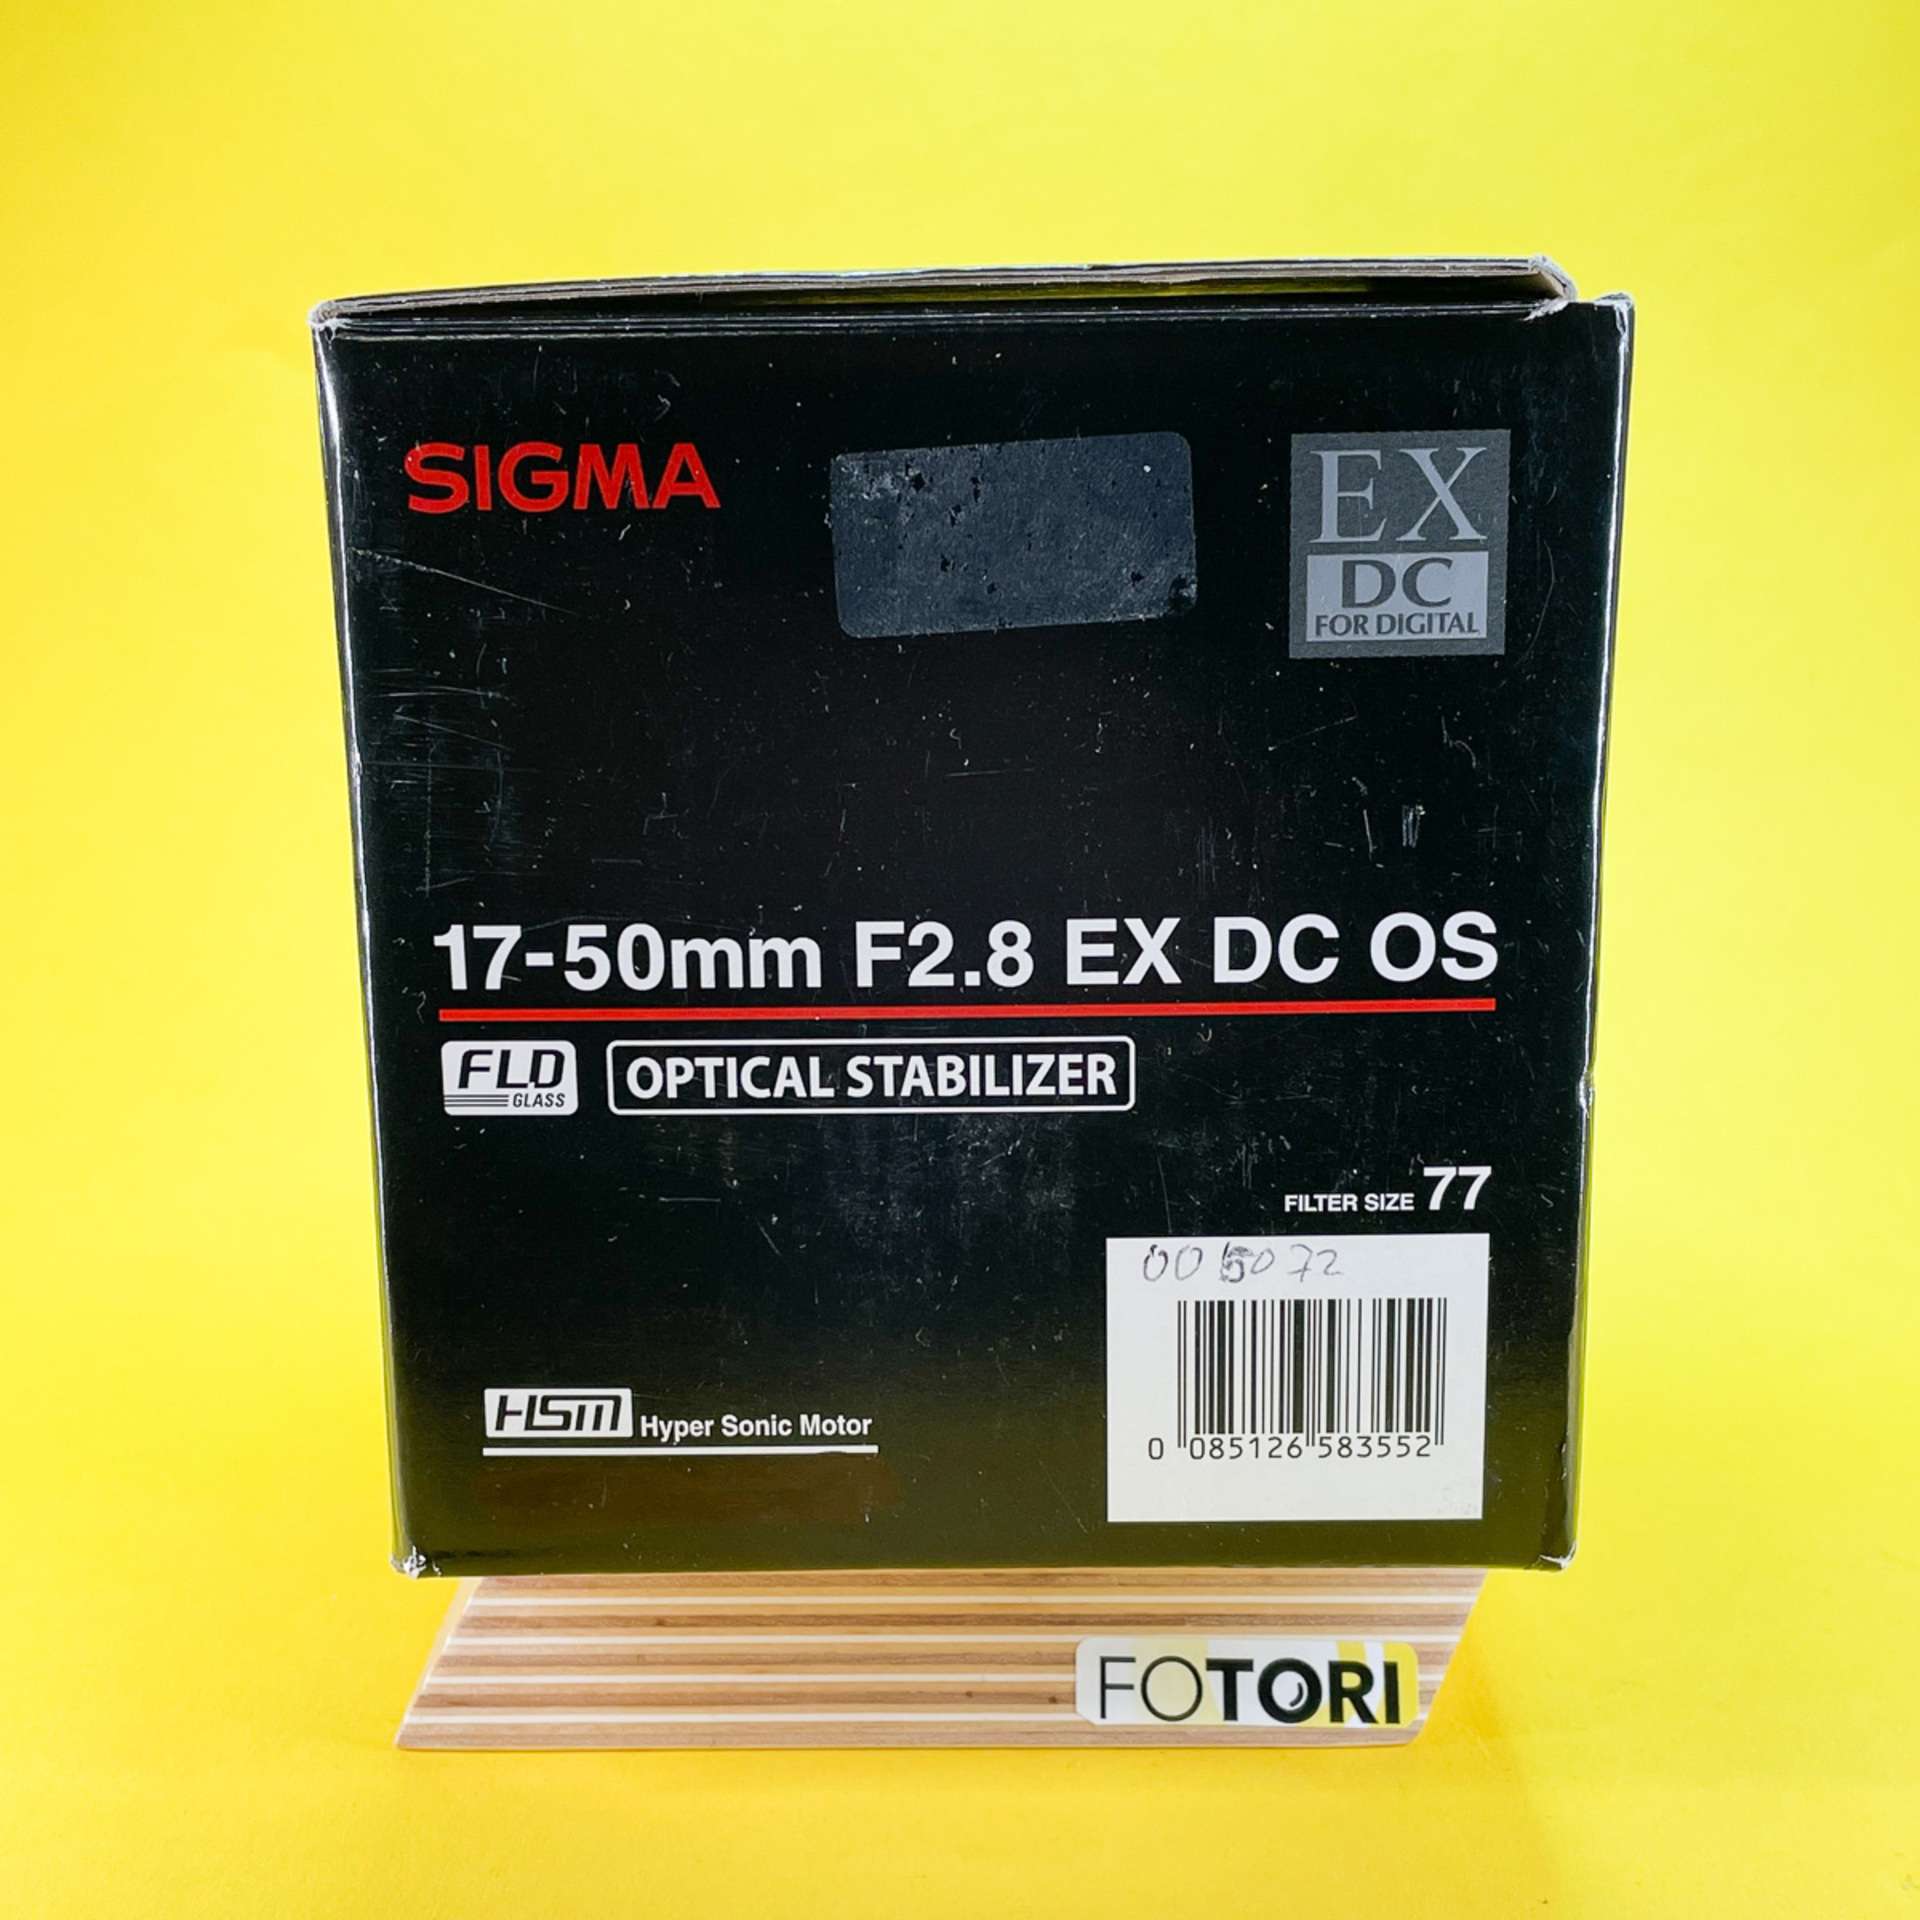 SIGMA
EX
DC
FOR DIGITAL
17-50mm F2.8 EX DC OS
FLD
GLASS
OPTICAL STABILIZER
FILTER SIZE 77
005072
0 085126 583552
HSM Hyper Sonic Motor
FOTORI